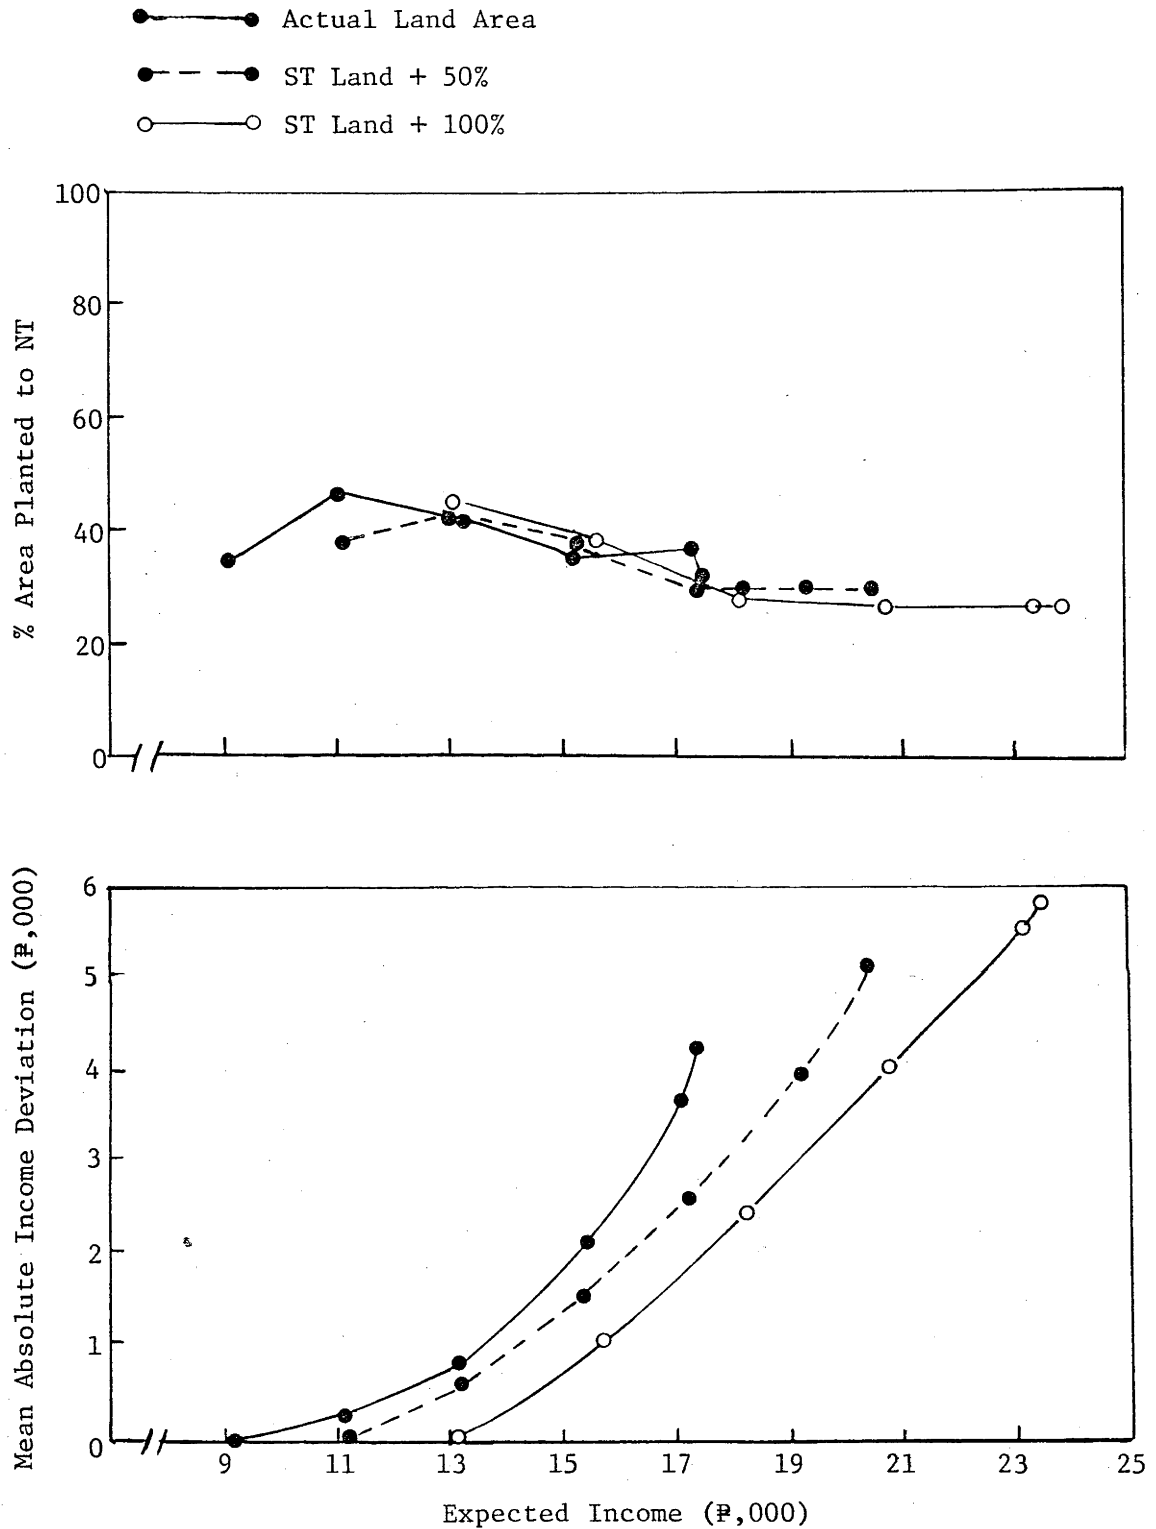 Actual Land Area
ST Land + 50%
ST Land + 100%
% Area Planted to NT
100
80
60
40
20
0
Mean Absolute Income Deviation (₱,000)
6
5
4
3
2
1
0
9 11 13 15 17 19 21 23 25
Expected Income (₱,000)